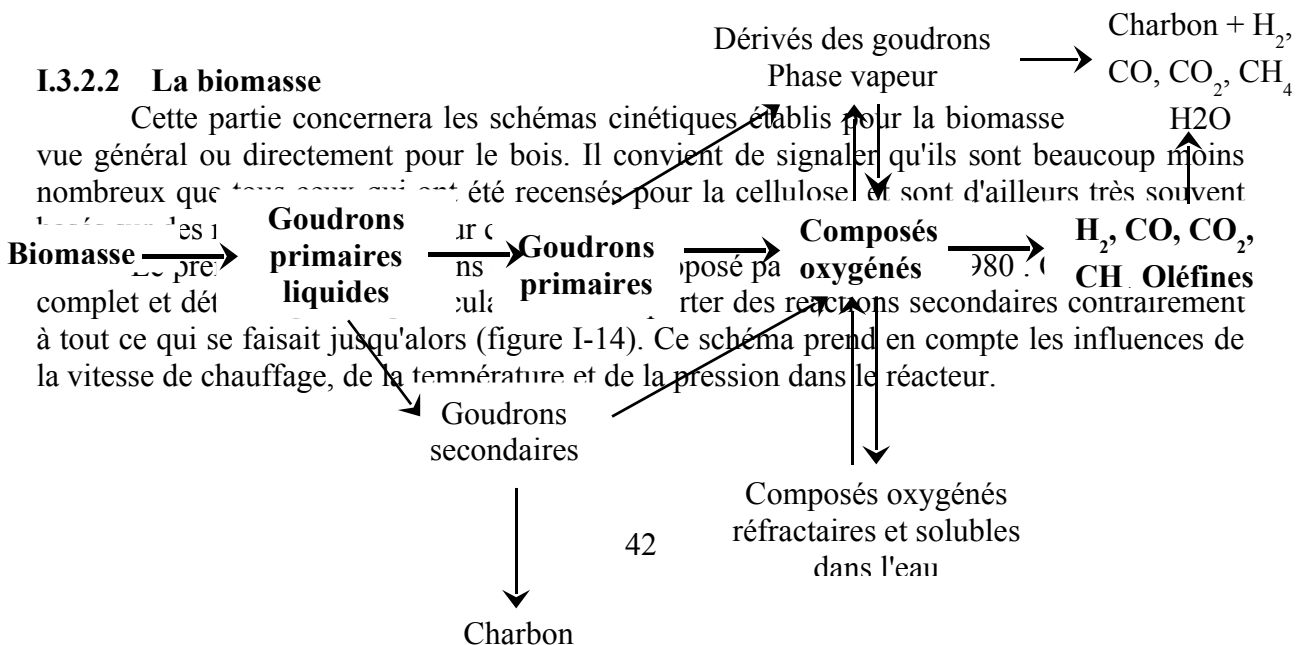 Dérivés des goudrons
Phase vapeur
Charbon + H₂,
CO, CO₂, CH₄
H2O
I.3.2.2 La biomasse
Cette partie concernera les schémas cinétiques établis pour la biomasse
vue général ou directement pour le bois. Il convient de signaler qu'ils sont beaucoup moins
nombreux que tous ceux qui ont été recensés pour la cellulose, et sont d'ailleurs très souvent
complet et
à tout ce qui se faisait jusqu'alors (figure I-14). Ce schéma prend en compte les influences de
la vitesse de chauffage, de la température et de la pression dans le réacteur.
des réactions secondaires contrairement
Biomasse
Goudrons
primaires
liquides
Goudrons
primaires
Composés
oxygénés
H₂, CO, CO₂,
CH Oléfines
Goudrons
secondaires
Charbon
Composés oxygénés
réfractaires et solubles
dans l'eau
42